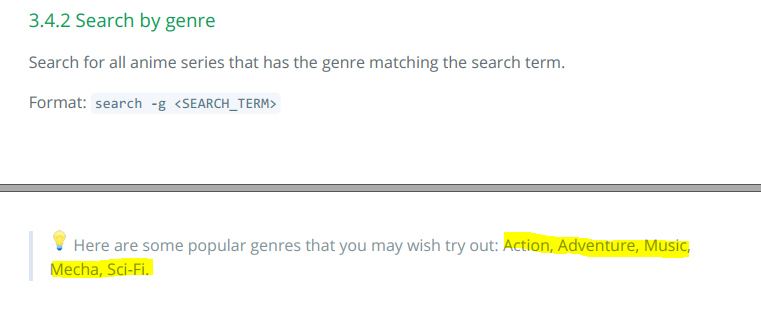 3.4.2 Search by genre
Search for all anime series that has the genre matching the search term.
Format: search -g <SEARCH_TERM>
💡 Here are some popular genres that you may wish try out: Action, Adventure, Music,
Mecha, Sci-Fi.